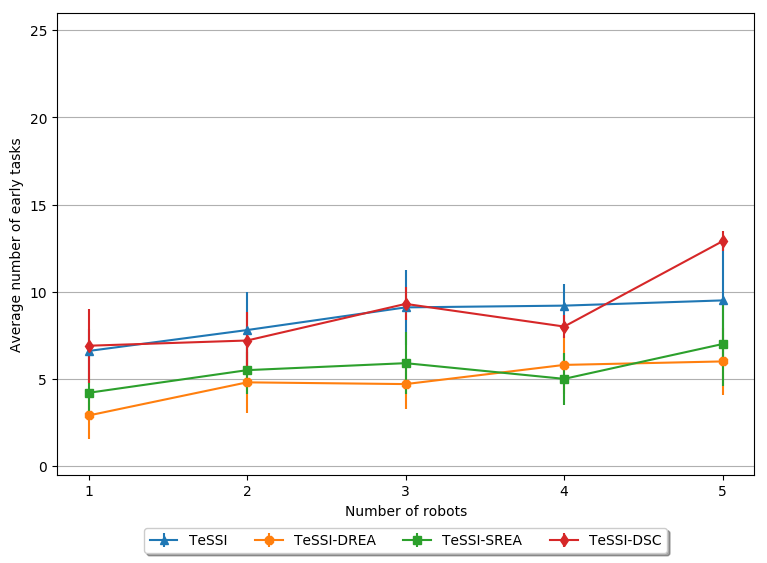 25
20
15
10
5
0
Average number of early tasks
1 2 3 4 5
Number of robots
TeSSI TeSSI-DREA TeSSI-SREA TeSSI-DSC